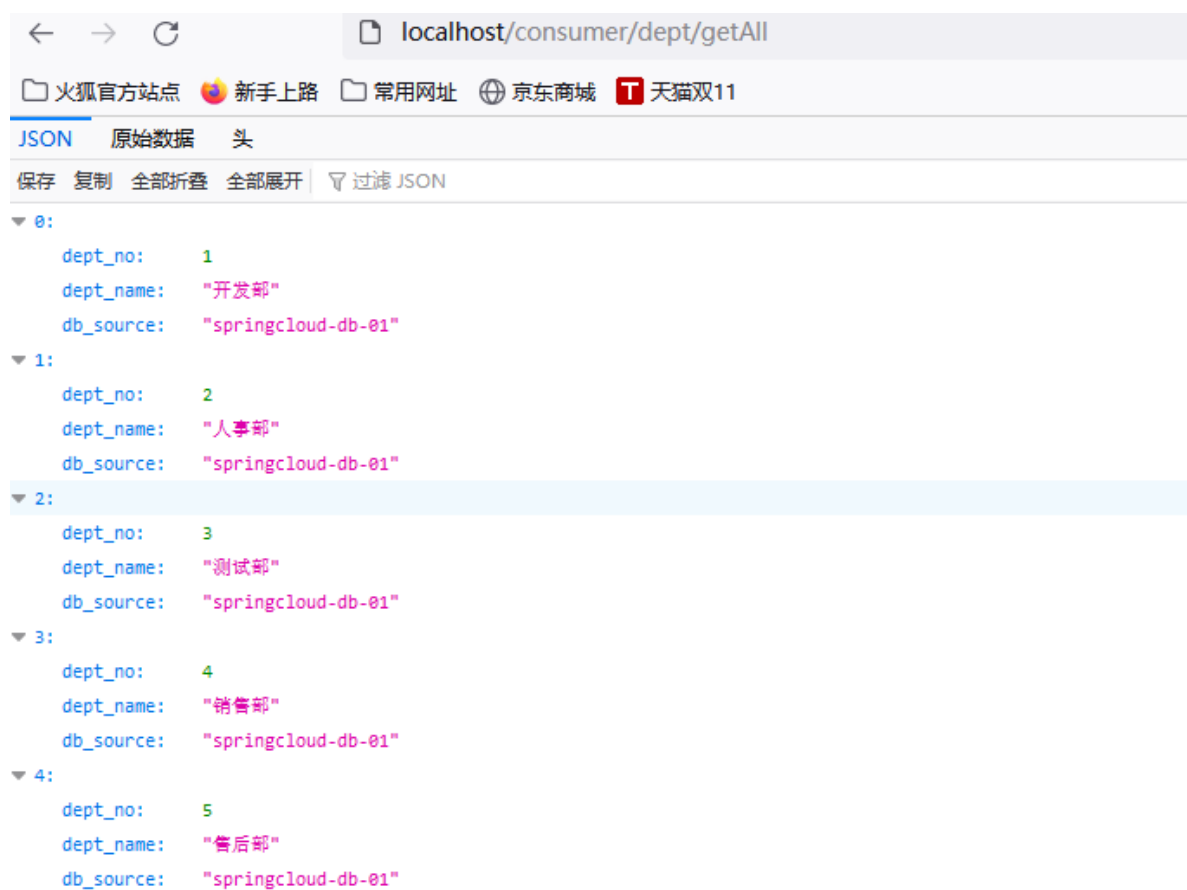 localhost/consumer/dept/getAll
火狐官方站点 新手上路 常用网址 京东商城 T 天猫双11
JSON 原始数据 头
保存 复制 全部折叠 全部展开 过滤 JSON
0:
dept_no: 1
dept_name: "开发部"
db_source: "springcloud-db-01"
1:
dept_no: 2
dept_name: "人事部"
db_source: "springcloud-db-01"
2:
dept_no: 3
dept_name: "测试部"
db_source: "springcloud-db-01"
3:
dept_no: 4
dept_name: "销售部"
db_source: "springcloud-db-01"
4:
dept_no: 5
dept_name: "售后部"
db_source: "springcloud-db-01"